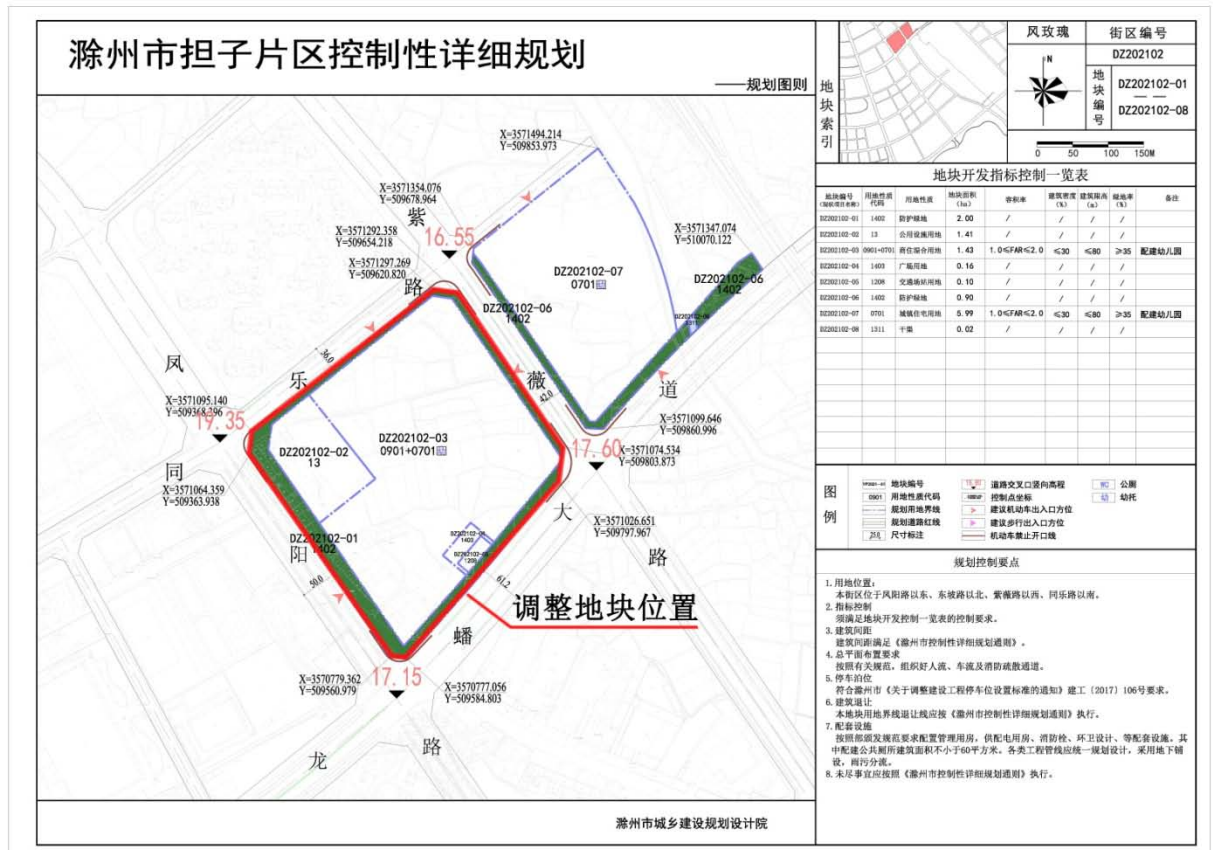 滁州市担子片区控制性详细规划
——规划图则
地块索引
风玫瑰
N
街区编号
DZ202102
地块编号
DZ202102-01
——
DZ202102-08
0 50 100 150M
X=3571494.214
Y=509853.973
X=3571354.076
Y=509678.964
X=3571292.358
Y=509654.218
X=3571297.269
Y=509620.820
X=3571347.074
Y=510070.122
紫
16.55
路
DZ202102-07
0701 幼
DZ202102-06
1402
DZ202102-06
1402
36.0
凤
乐
薇
42.0
道
X=3571095.140
19.35
X=3571099.646
Y=509860.996
DZ202102-03
0901+0701 幼
DZ202102-02
13
17.60
X=3571074.534
Y=509803.873
同
X=3571064.359
Y=509363.938
大
X=3571026.651
Y=509797.967
DZ202102-01
1402
阳
路
50.0
61.2
调整地块位置
蟠
17.15
X=3570779.362
Y=509560.979
X=3570777.056
Y=509584.803
路
龙
滁州市城乡建设规划设计院
地块开发指标控制一览表
地块编号 用地性质代码 用地性质 地块面积(ha) 容积率 建筑密度(%) 建筑限高(m) 绿地率(%) 备注
DZ202102-01 1402 防护绿地 2.00 / / / /
DZ202102-02 13 公用设施用地 1.41 / / / /
DZ202102-03 0901+0701 商住综合用地 1.43 1.0≤FAR≤2.0 ≤30 ≤80 ≥35 配建幼儿园
DZ202102-04 1403 广场用地 0.16 / / / /
DZ202102-05 1208 交通场站用地 0.10 / / / /
DZ202102-06 1402 防护绿地 0.90 / / / /
DZ202102-07 0701 城镇住宅用地 5.99 1.0≤FAR≤2.0 ≤30 ≤80 ≥35 配建幼儿园
DZ202102-08 1311 干渠 0.02 / / /
图例
地块编号
0901 用地性质代码
规划用地界线
规划道路红线
25.0 尺寸标注
道路交叉口竖向高程
控制点坐标
建议机动车出入口方位
建议步行出入口方位
机动车禁止开口线
WC 公厕
幼 幼托
规划控制要点
1. 用地位置：
本街区位于凤阳路以东、东坡路以北、紫薇路以西、同乐路以南。
2. 指标控制
须满足地块开发控制一览表的控制要求。
3. 建筑间距
建筑间距满足《滁州市控制性详细规划通则》。
4. 总平面布置要求
按照有关规范，组织好人流、车流及消防疏散通道。
5. 停车泊位
符合滁州市《关于调整建设工程停车位设置标准的通知》建工〔2017〕106号要求。
6. 建筑退让
本地块用地界线退让线应按《滁州市控制性详细规划通则》执行。
7. 配套设施
按照部颁发规范要求配置管理用房，供配电用房、消防栓、环卫设计、等配套设施。其
中配建公共厕所建筑面积不小于60平方米。各类工程管线应统一规划设计，采用地下铺
设，雨污分流。
8. 未尽事宜应按照《滁州市控制性详细规划通则》执行。